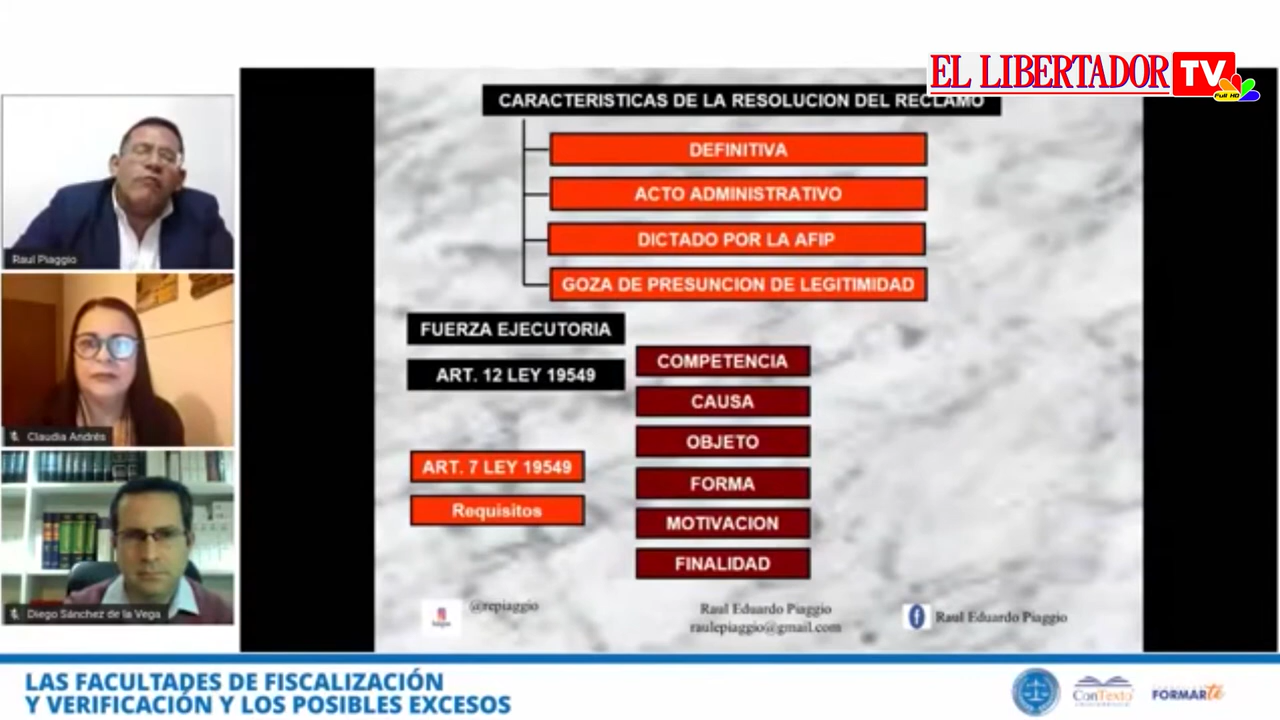 EL LIBERTADOR TV
Full HD
CARACTERISTICAS DE LA RESOLUCION DEL RECLAMO
DEFINITIVA
ACTO ADMINISTRATIVO
DICTADO POR LA AFIP
GOZA DE PRESUNCION DE LEGITIMIDAD
FUERZA EJECUTORIA
ART. 12 LEY 19549
COMPETENCIA
CAUSA
OBJETO
FORMA
MOTIVACION
FINALIDAD
ART. 7 LEY 19549
Requisitos
@repiaggio
Raul Eduardo Piaggio
raulepiaggio@gmail.com
Raul Eduardo Piaggio
Raul Piaggio
Claudia Andrés
Diego Sánchez de la Vega
LAS FACULTADES DE FISCALIZACIÓN
Y VERIFICACIÓN Y LOS POSIBLES EXCESOS
ConTexto
FORMARte